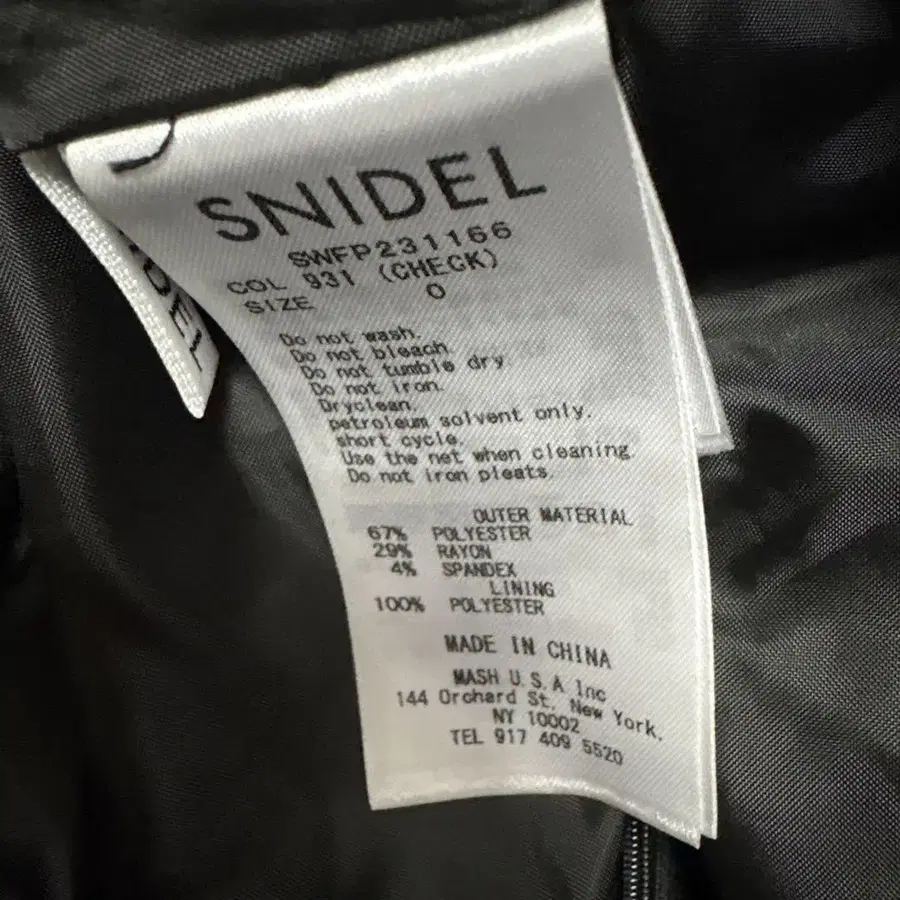 SNIDEL
SWFP231166
COL 931 (CHECK)
SIZE 0
Do not wash.
Do not bleach.
Do not tumble dry.
Do not iron.
Dryclean.
petroleum solvent only.
short cycle.
Use the net when cleaning.
Do not iron pleats.
OUTER MATERIAL
67% POLYESTER
29% RAYON
4% SPANDEX
LINING
100% POLYESTER
MADE IN CHINA
MASH U.S.A Inc
144 Orchard St. New York.
NY 10002
TEL 917 409 5520